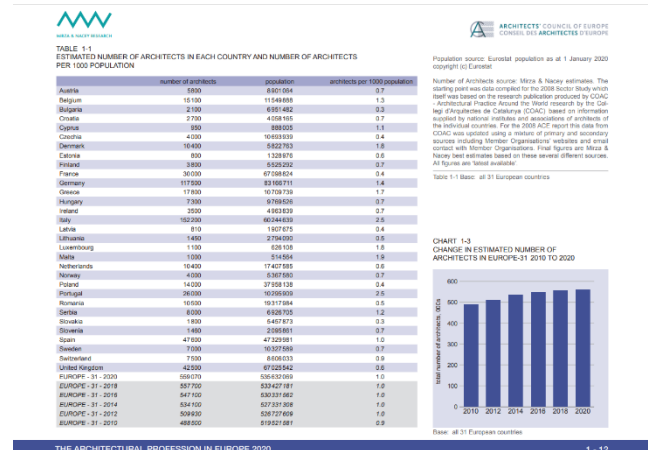 MIRZA & NACEY RESEARCH
ARCHITECTS' COUNCIL OF EUROPE
CONSEIL DES ARCHITECTES D'EUROPE
TABLE 1-1
ESTIMATED NUMBER OF ARCHITECTS IN EACH COUNTRY AND NUMBER OF ARCHITECTS
PER 1000 POPULATION
number of architects population architects per 1000 population
Austria 5800 8901064 0.7
Belgium 15100 11549888 1.3
Bulgaria 2100 6951482 0.3
Croatia 2700 4058165 0.7
Cyprus 950 888005 1.1
Czechia 4000 10693939 0.4
Denmark 10400 5822763 1.8
Estonia 800 1328976 0.6
Finland 3800 5525292 0.7
France 30000 67098824 0.4
Germany 117500 83166711 1.4
Greece 17800 10709739 1.7
Hungary 7300 9769526 0.7
Ireland 3500 4963839 0.7
Italy 152200 60244639 2.5
Latvia 810 1907675 0.4
Lithuania 1450 2794090 0.5
Luxembourg 1100 626108 1.8
Malta 1000 514564 1.9
Netherlands 10400 17407585 0.6
Norway 4000 5367580 0.7
Poland 14000 37958138 0.4
Portugal 26000 10295909 2.5
Romania 10500 19317984 0.5
Serbia 8000 6926705 1.2
Slovakia 1800 5457873 0.3
Slovenia 1480 2095861 0.7
Spain 47600 47329981 1.0
Sweden 7000 10327589 0.7
Switzerland 7500 8606033 0.9
United Kingdom 42500 67025542 0.6
EUROPE - 31 - 2020 559070 535632069 1.0
EUROPE - 31 - 2018 557700 533427181 1.0
EUROPE - 31 - 2016 547100 530331662 1.0
EUROPE - 31 - 2014 534100 527331308 1.0
EUROPE - 31 - 2012 509930 526727609 1.0
EUROPE - 31 - 2010 488500 519521681 0.9
Population source: Eurostat population as at 1 January 2020
copyright (c) Eurostat
Number of Architects source: Mirza & Nacey estimates. The
starting point was data compiled for the 2008 Sector Study which
itself was based on the research publication produced by COAC
- Architectural Practice Around the World research by the Col-
legi d'Arquitectes de Catalunya (COAC) based on information
supplied by national institutes and associations of architects of
the individual countries. For the 2008 ACE report this data from
COAC was updated using a mixture of primary and secondary
sources including Member Organisations' websites and email
contact with Member Organisations. Final figures are Mirza &
Nacey best estimates based on these several different sources.
All figures are 'latest available'
Table 1-1 Base all 31 European countries
CHART 1-3
CHANGE IN ESTIMATED NUMBER OF
ARCHITECTS IN EUROPE-31 2010 TO 2020
total number of architects, 000s
600
500
400
300
200
100
0
2010 2012 2014 2016 2018 2020
Base: all 31 European countries
THE ARCHITECTURAL PROFESSION IN EUROPE 2020
1 - 12